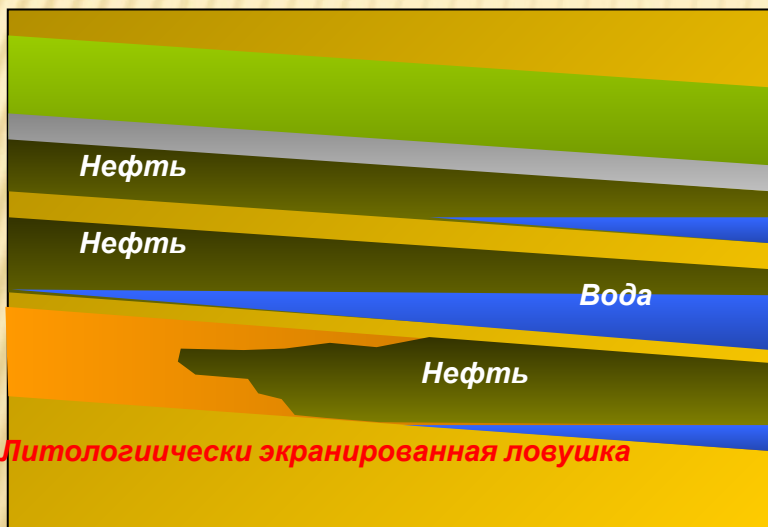 Нефть
Нефть
Вода
Нефть
Литологиически экранированная ловушка